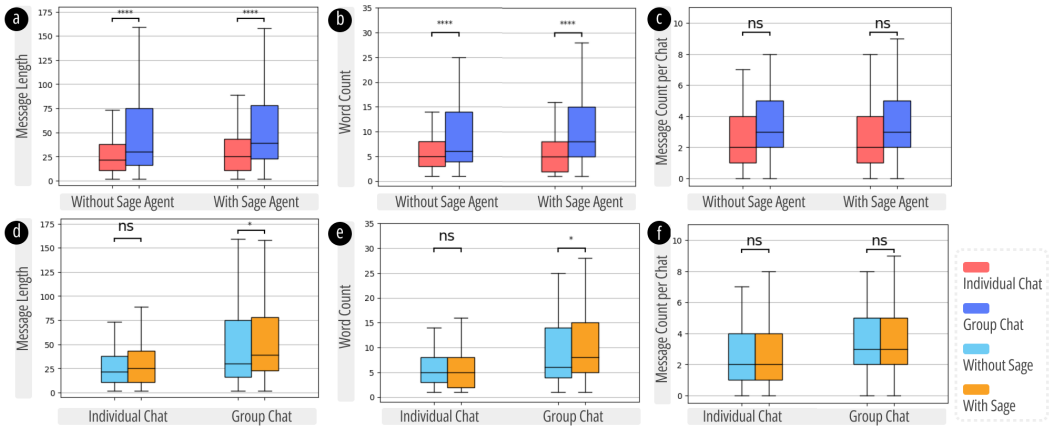 a
Message Length
175
150
125
100
75
50
25
0
****
****
Without Sage Agent
With Sage Agent
b
Word Count
35
30
25
20
15
10
5
0
****
****
Without Sage Agent
With Sage Agent
c
Message Count per Chat
10
8
6
4
2
0
ns
ns
Without Sage Agent
With Sage Agent
d
Message Length
175
150
125
100
75
50
25
0
ns
*
Individual Chat
Group Chat
e
Word Count
35
30
25
20
15
10
5
0
ns
*
Individual Chat
Group Chat
f
Message Count per Chat
10
8
6
4
2
0
ns
ns
Individual Chat
Group Chat
Individual Chat
Group Chat
Without Sage
With Sage